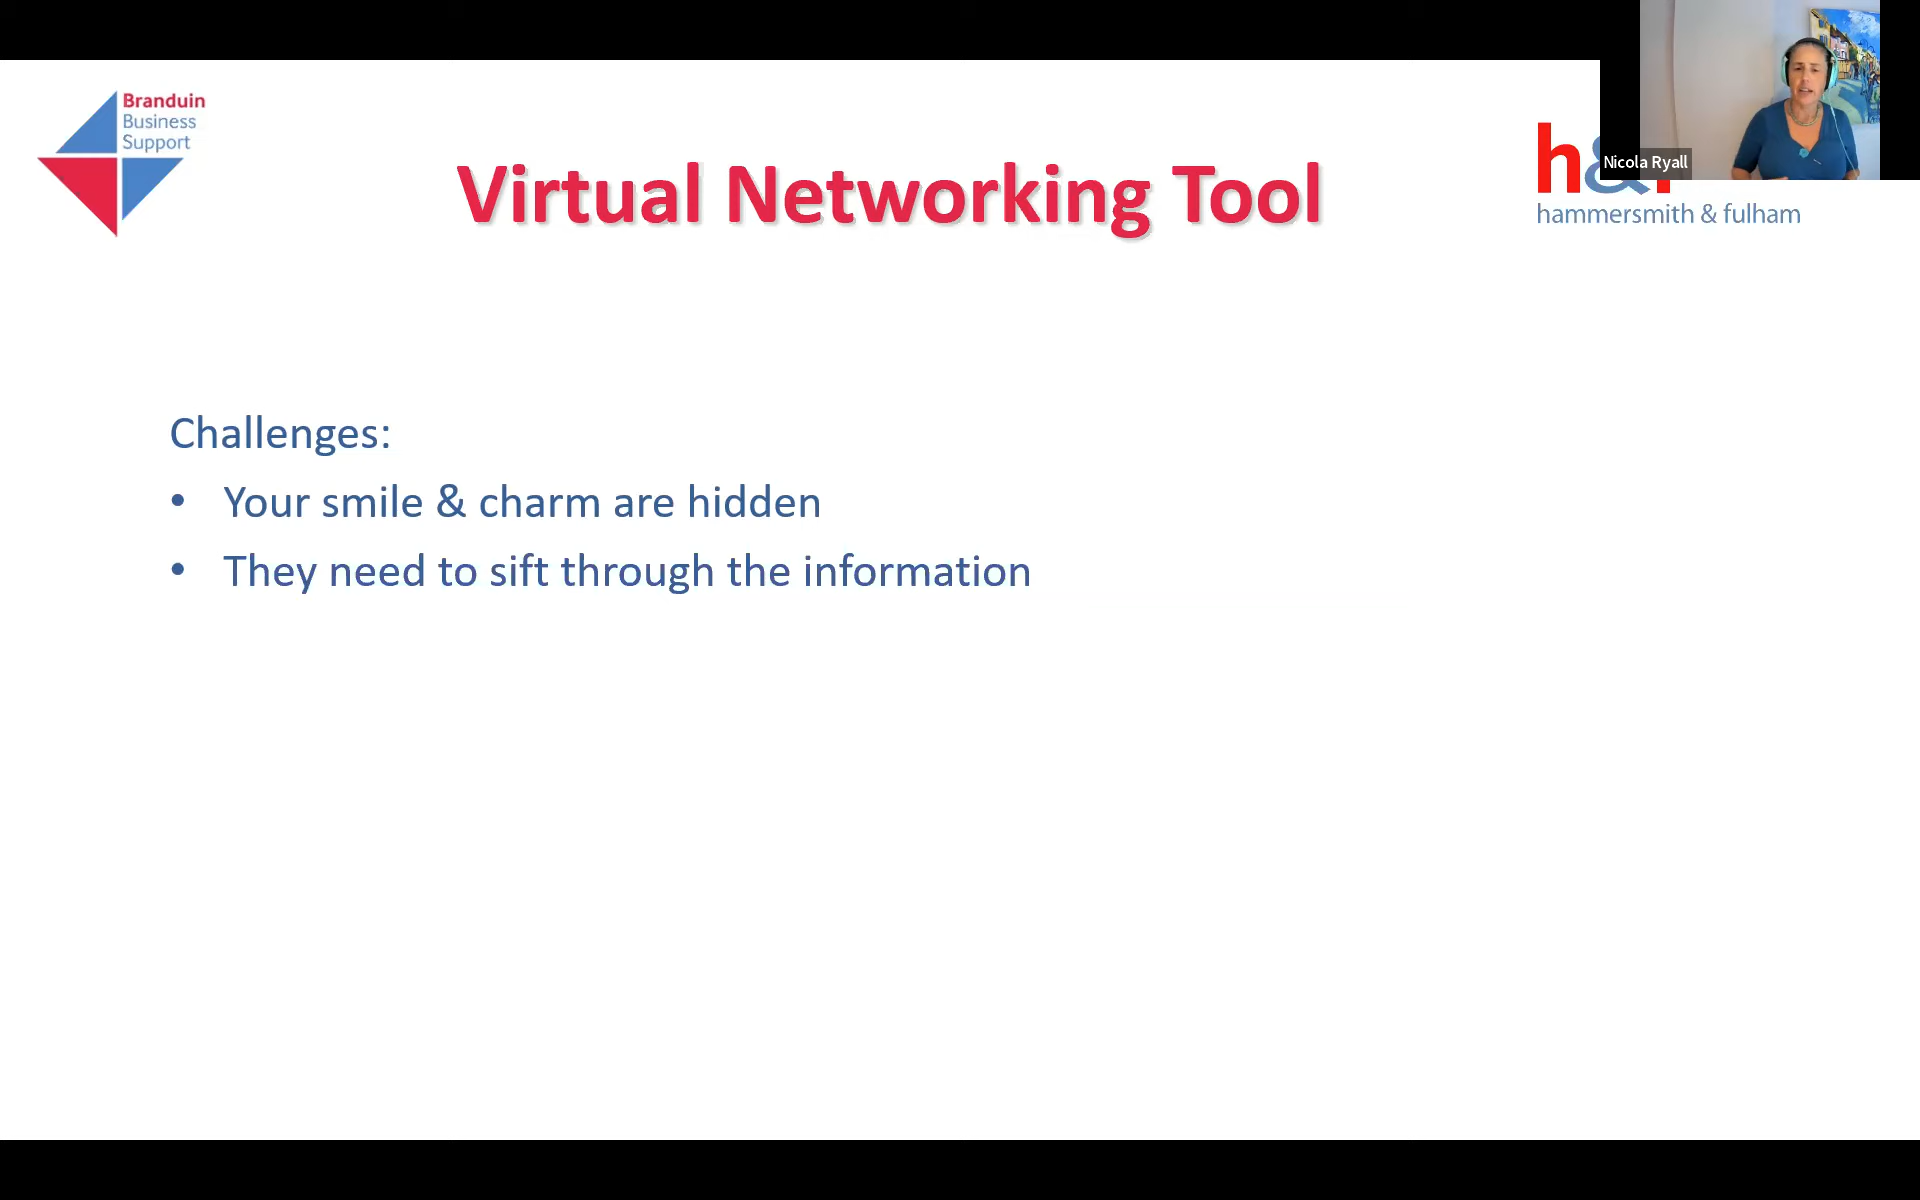 Branduin
Business
Support
Virtual Networking Tool
h&f
hammersmith & fulham
Nicola Ryall
Challenges:
• Your smile & charm are hidden
• They need to sift through the information